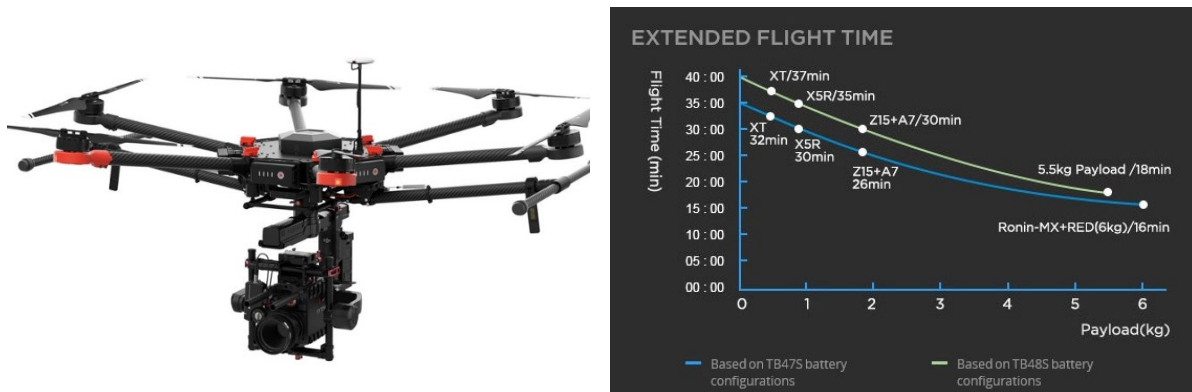 EXTENDED FLIGHT TIME
Flight Time (min)
40 : 00
35 : 00
30 : 00
25 : 00
20 : 00
15 : 00
10 : 00
05 : 00
00 : 00
XT/37min
X5R/35min
Z15+A7/30min
5.5kg Payload /18min
XT
32min
X5R
30min
Z15+A7
26min
Ronin-MX+RED(6kg)/16min
0 1 2 3 4 5 6
Payload(kg)
Based on TB47S battery
configurations
Based on TB48S battery
configurations